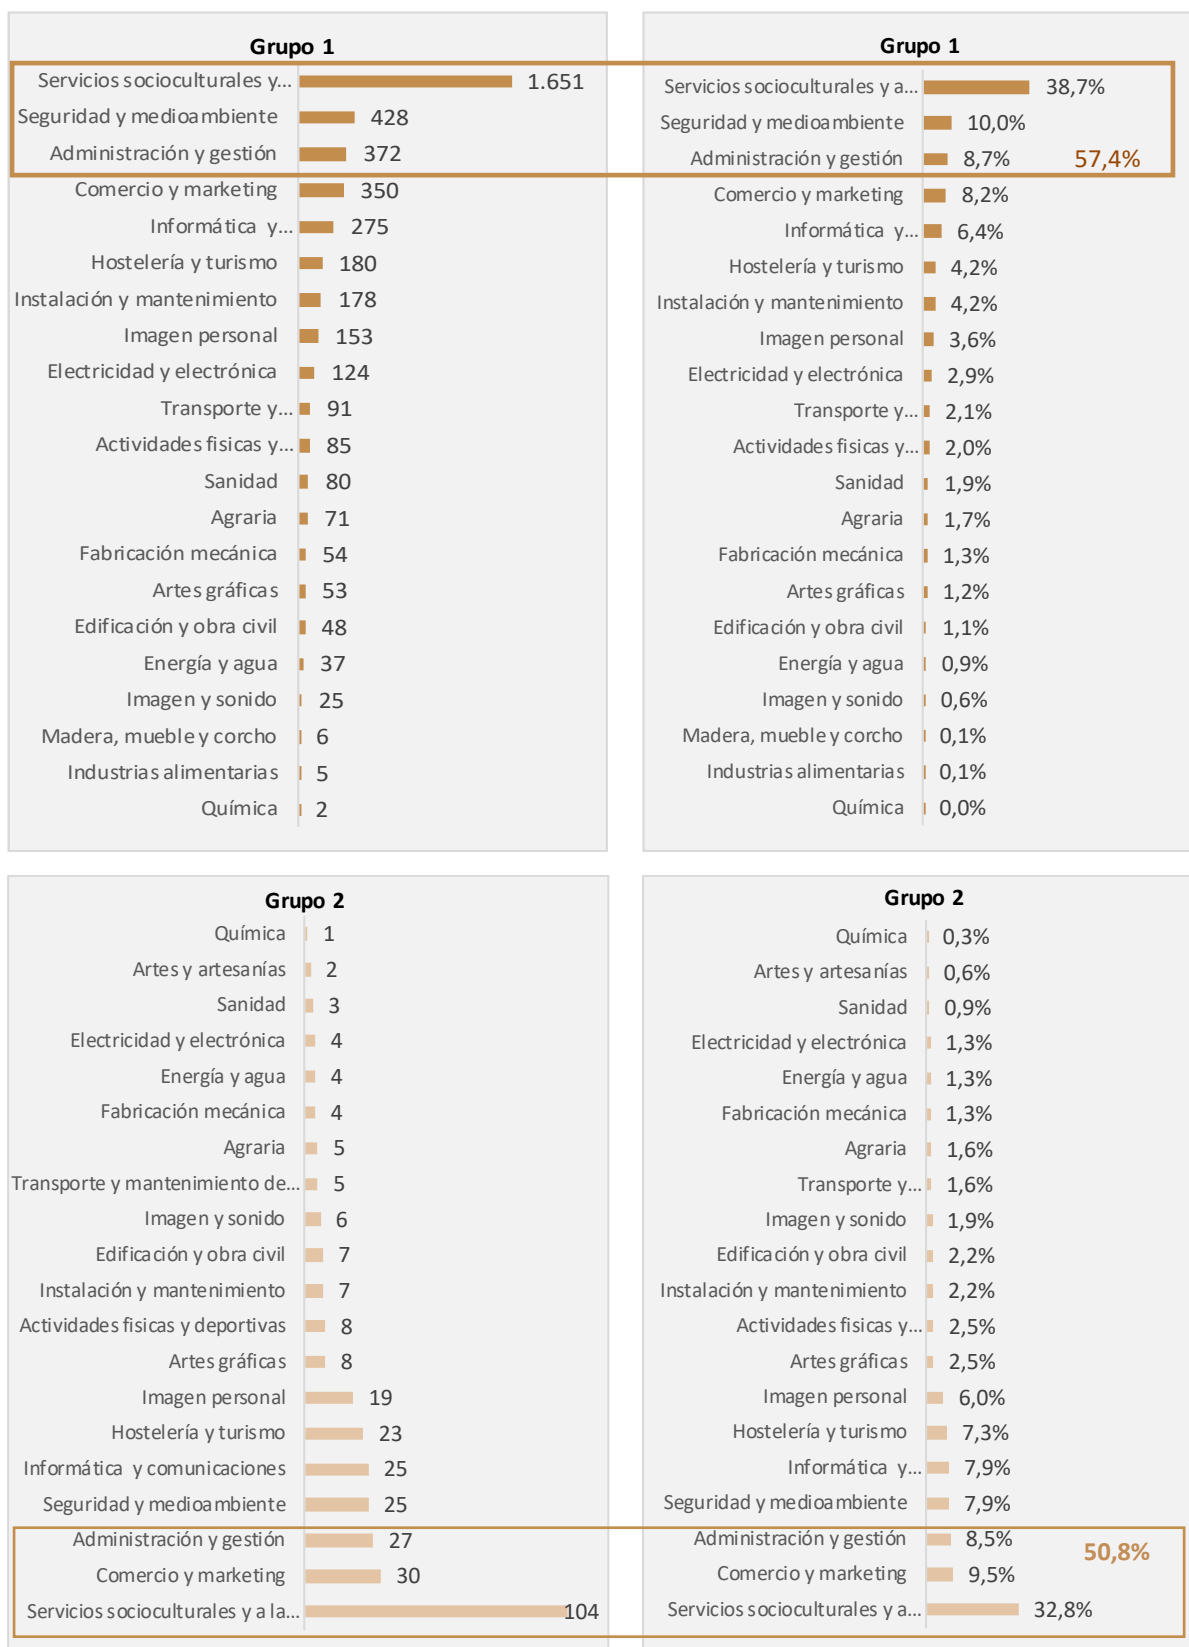 Grupo 1
Servicios socioculturales y... 1.651
Seguridad y medioambiente 428
Administración y gestión 372
Comercio y marketing 350
Informática y... 275
Hostelería y turismo 180
Instalación y mantenimiento 178
Imagen personal 153
Electricidad y electrónica 124
Transporte y... 91
Actividades fisicas y... 85
Sanidad 80
Agraria 71
Fabricación mecánica 54
Artes gráficas 53
Edificación y obra civil 48
Energía y agua 37
Imagen y sonido 25
Madera, mueble y corcho 6
Industrias alimentarias 5
Química 2
Grupo 1
Servicios socioculturales y a... 38,7%
Seguridad y medioambiente 10,0%
Administración y gestión 8,7% 57,4%
Comercio y marketing 8,2%
Informática y... 6,4%
Hostelería y turismo 4,2%
Instalación y mantenimiento 4,2%
Imagen personal 3,6%
Electricidad y electrónica 2,9%
Transporte y... 2,1%
Actividades fisicas y... 2,0%
Sanidad 1,9%
Agraria 1,7%
Fabricación mecánica 1,3%
Artes gráficas 1,2%
Edificación y obra civil 1,1%
Energía y agua 0,9%
Imagen y sonido 0,6%
Madera, mueble y corcho 0,1%
Industrias alimentarias 0,1%
Química 0,0%
Grupo 2
Química 1
Artes y artesanías 2
Sanidad 3
Electricidad y electrónica 4
Energía y agua 4
Fabricación mecánica 4
Agraria 5
Transporte y mantenimiento de... 5
Imagen y sonido 6
Edificación y obra civil 7
Instalación y mantenimiento 7
Actividades fisicas y deportivas 8
Artes gráficas 8
Imagen personal 19
Hostelería y turismo 23
Informática y comunicaciones 25
Seguridad y medioambiente 25
Administración y gestión 27
Comercio y marketing 30
Servicios socioculturales y a la... 104
Grupo 2
Química 0,3%
Artes y artesanías 0,6%
Sanidad 0,9%
Electricidad y electrónica 1,3%
Energía y agua 1,3%
Fabricación mecánica 1,3%
Agraria 1,6%
Transporte y... 1,6%
Imagen y sonido 1,9%
Edificación y obra civil 2,2%
Instalación y mantenimiento 2,2%
Actividades fisicas y... 2,5%
Artes gráficas 2,5%
Imagen personal 6,0%
Hostelería y turismo 7,3%
Informática y... 7,9%
Seguridad y medioambiente 7,9%
Administración y gestión 8,5% 50,8%
Comercio y marketing 9,5%
Servicios socioculturales y a... 32,8%